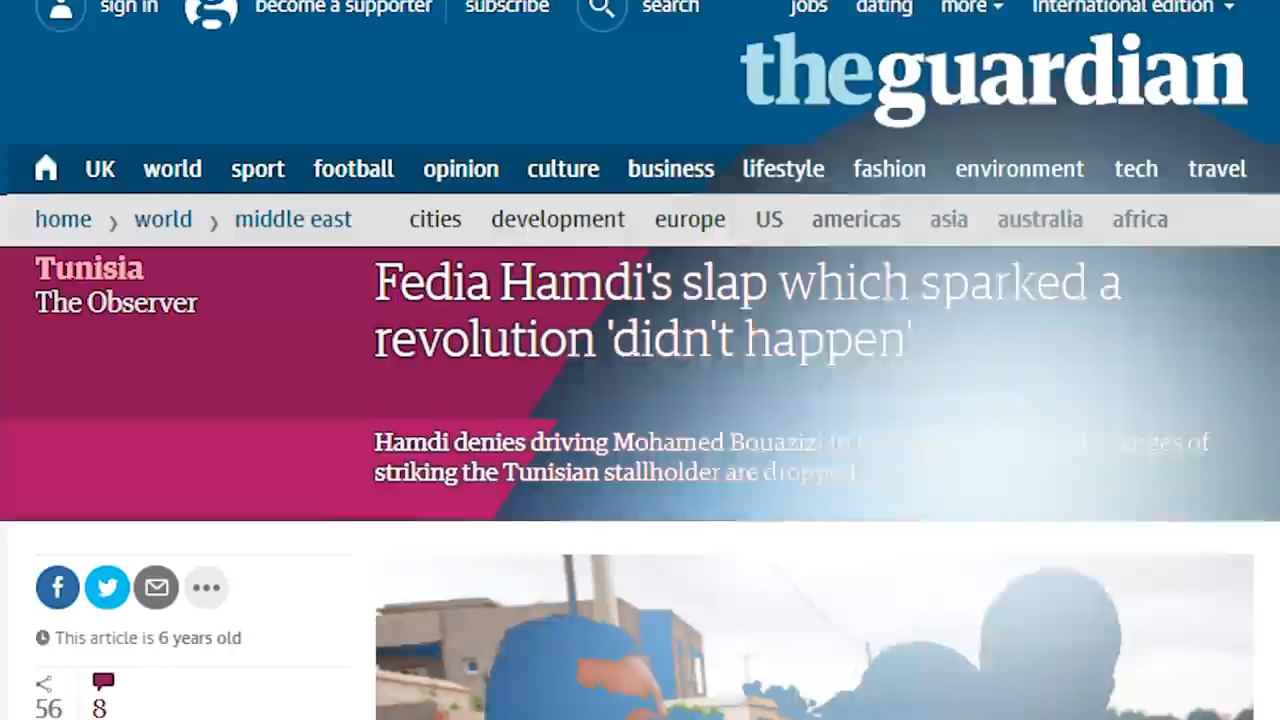 sign in become a supporter subscribe search jobs dating more International edition
theguardian
UK world sport football opinion culture business lifestyle fashion environment tech travel
home world middle east cities development europe US americas asia australia africa
Tunisia
The Observer
Fedia Hamdi's slap which sparked a
revolution 'didn't happen'
Hamdi denies driving Mohamed Bouazizi of
striking the Tunisian stallholder are dropped
This article is 6 years old
56 8